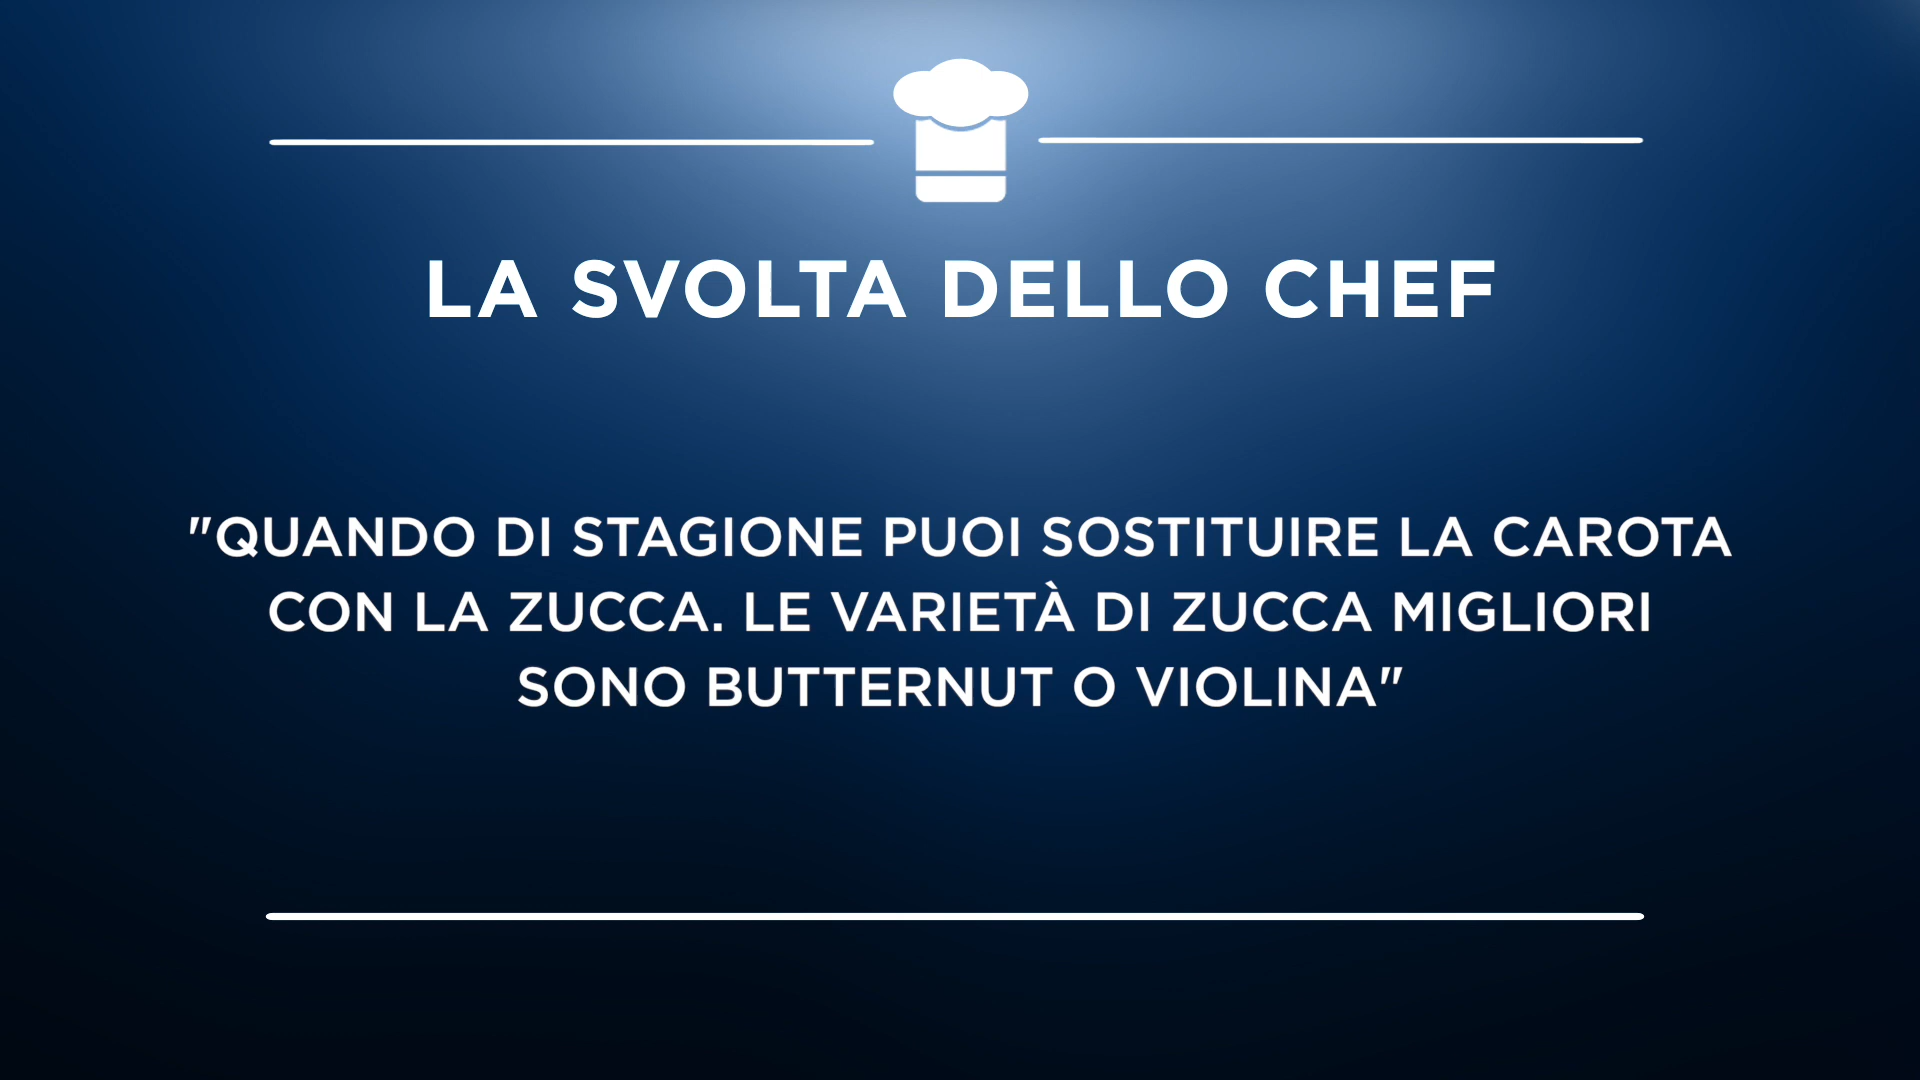 LA SVOLTA DELLO CHEF
"QUANDO DI STAGIONE PUOI SOSTITUIRE LA CAROTA
CON LA ZUCCA. LE VARIETÀ DI ZUCCA MIGLIORI
SONO BUTTERNUT O VIOLINA"